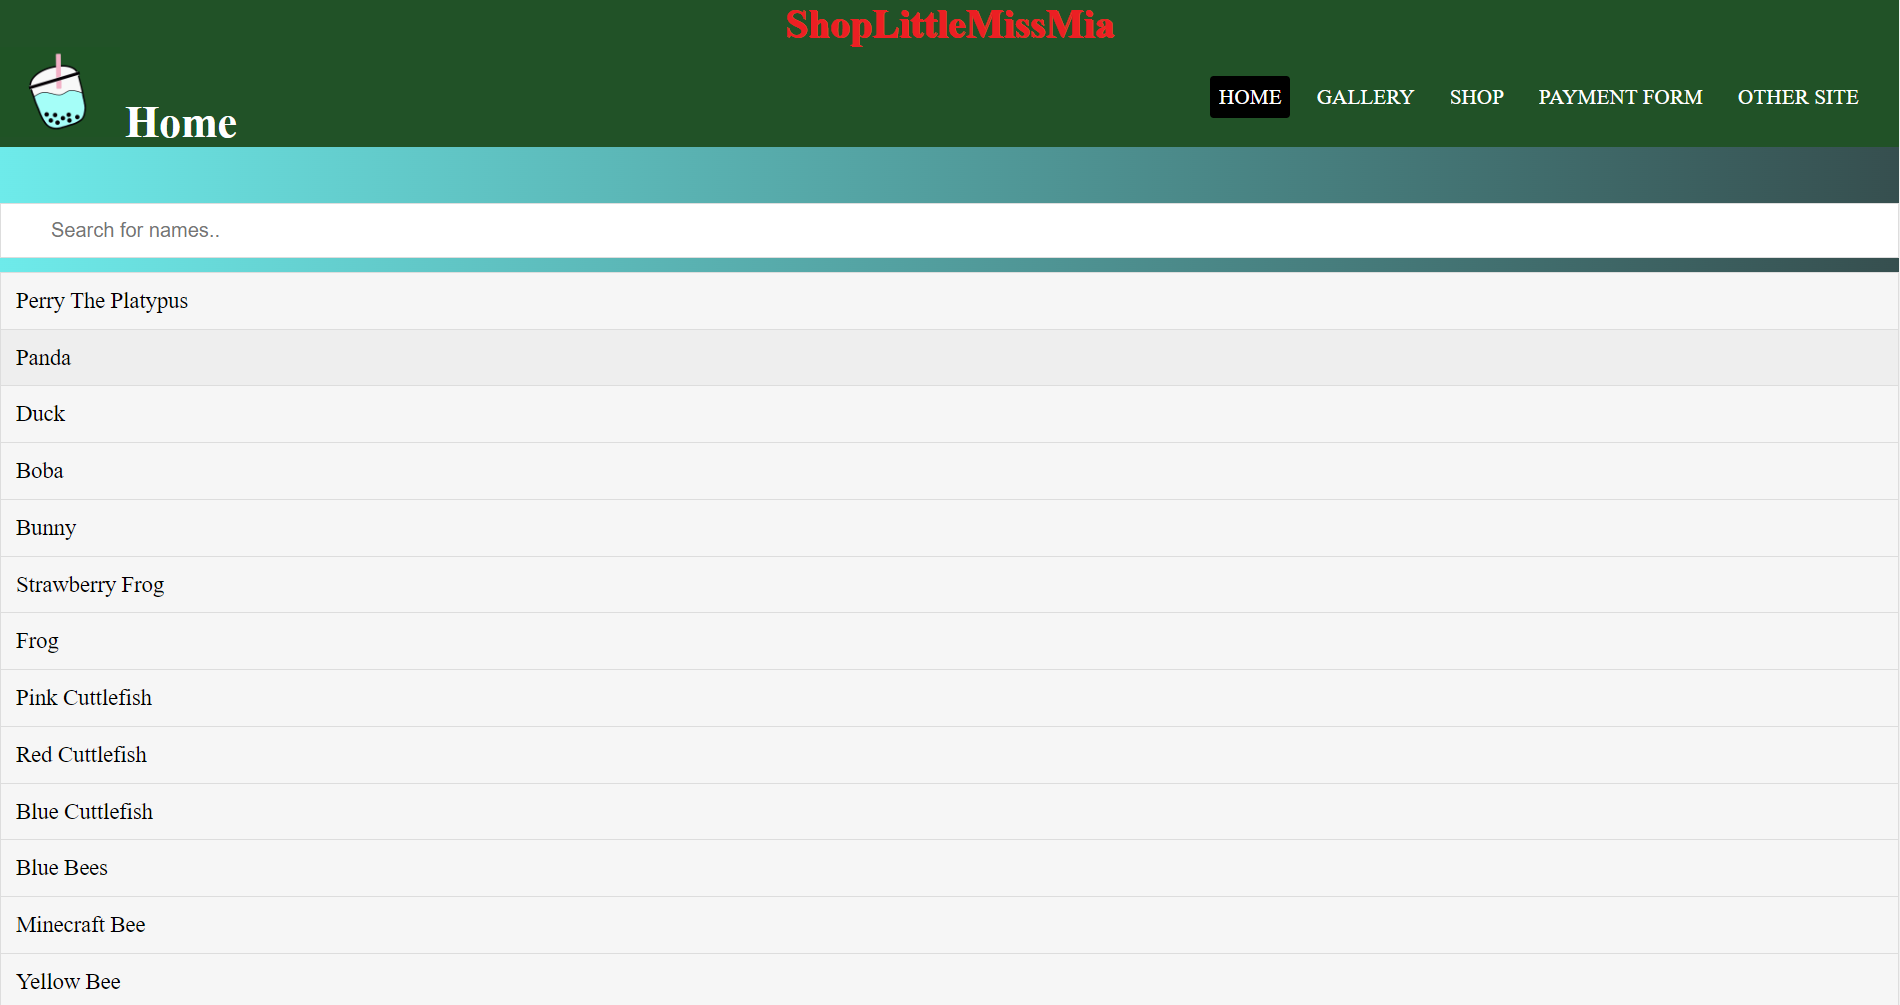 ShopLittleMissMia
Home
HOME GALLERY SHOP PAYMENT FORM OTHER SITE
Search for names..
Perry The Platypus
Panda
Duck
Boba
Bunny
Strawberry Frog
Frog
Pink Cuttlefish
Red Cuttlefish
Blue Cuttlefish
Blue Bees
Minecraft Bee
Yellow Bee